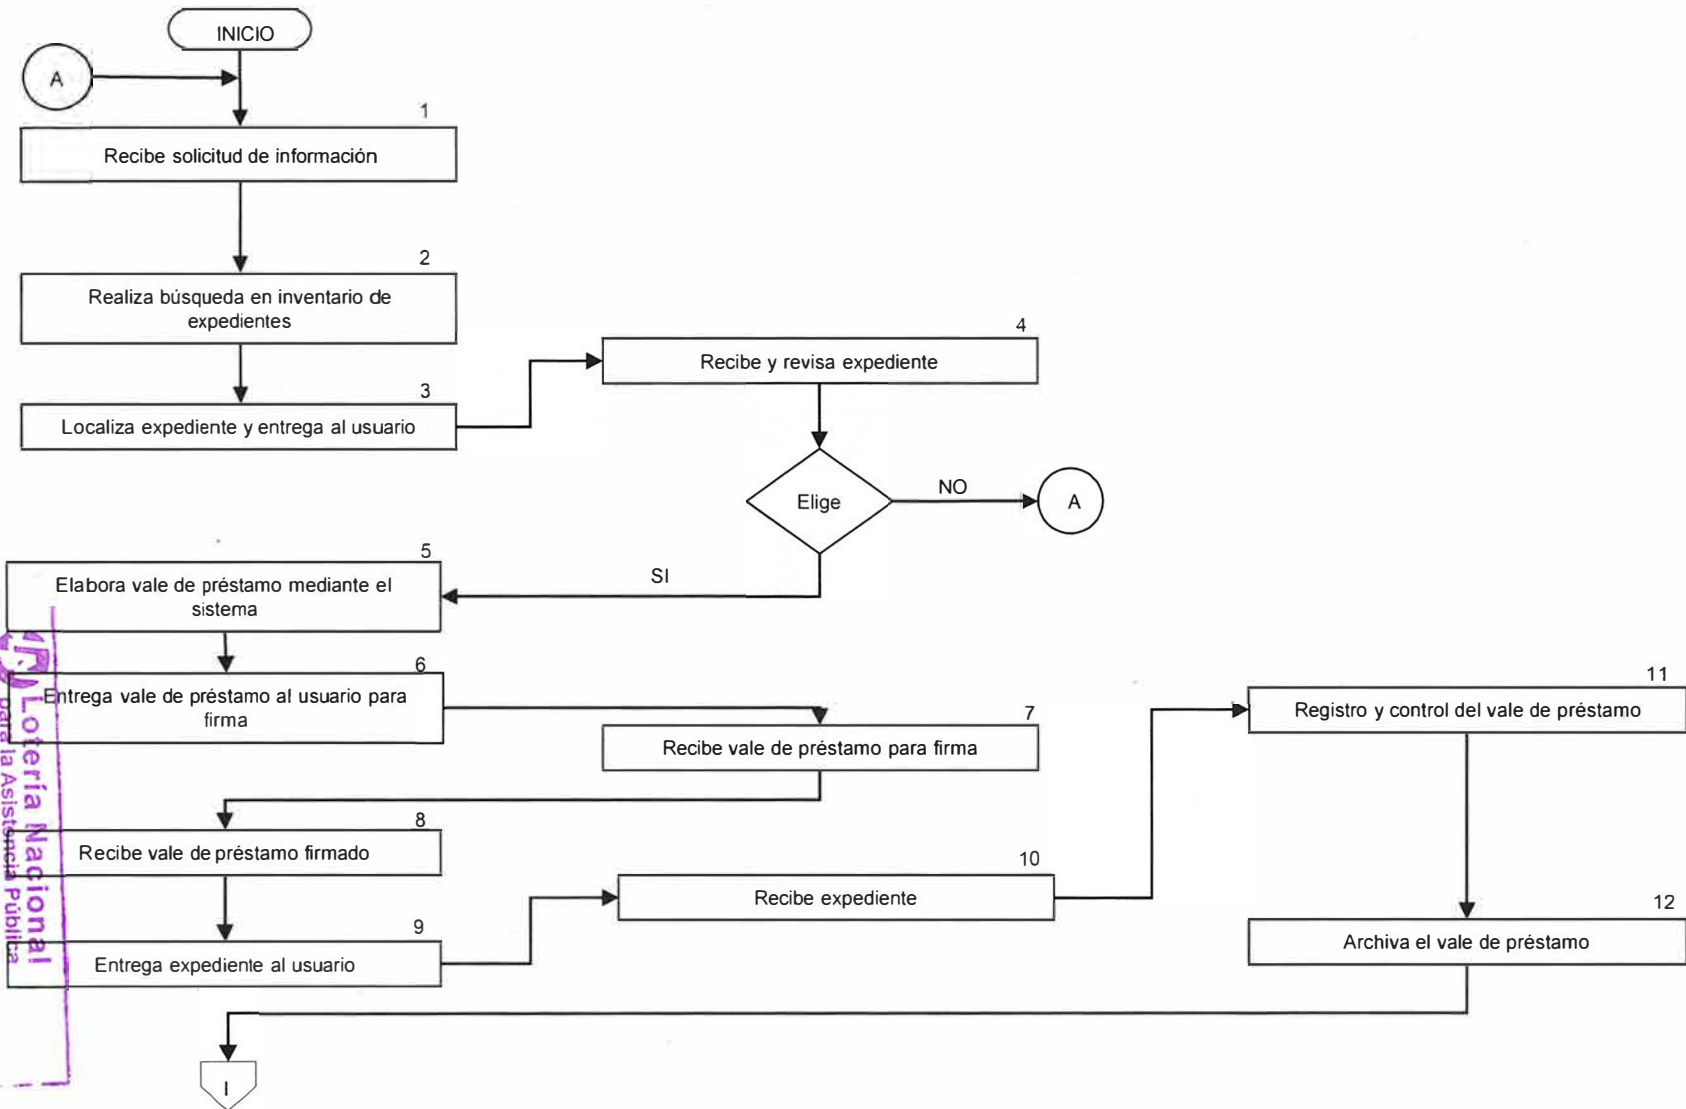 INICIO
A
1
Recibe solicitud de información
2
Realiza búsqueda en inventario de
expedientes
3
Localiza expediente y entrega al usuario
4
Recibe y revisa expediente
Elige
NO
A
SI
5
Elabora vale de préstamo mediante el
sistema
6
Entrega vale de préstamo al usuario para
firma
7
Recibe vale de préstamo para firma
8
Recibe vale de préstamo firmado
9
Entrega expediente al usuario
10
Recibe expediente
11
Registro y control del vale de préstamo
12
Archiva el vale de préstamo
I
Lotería Nacional
para la Asistencia Pública